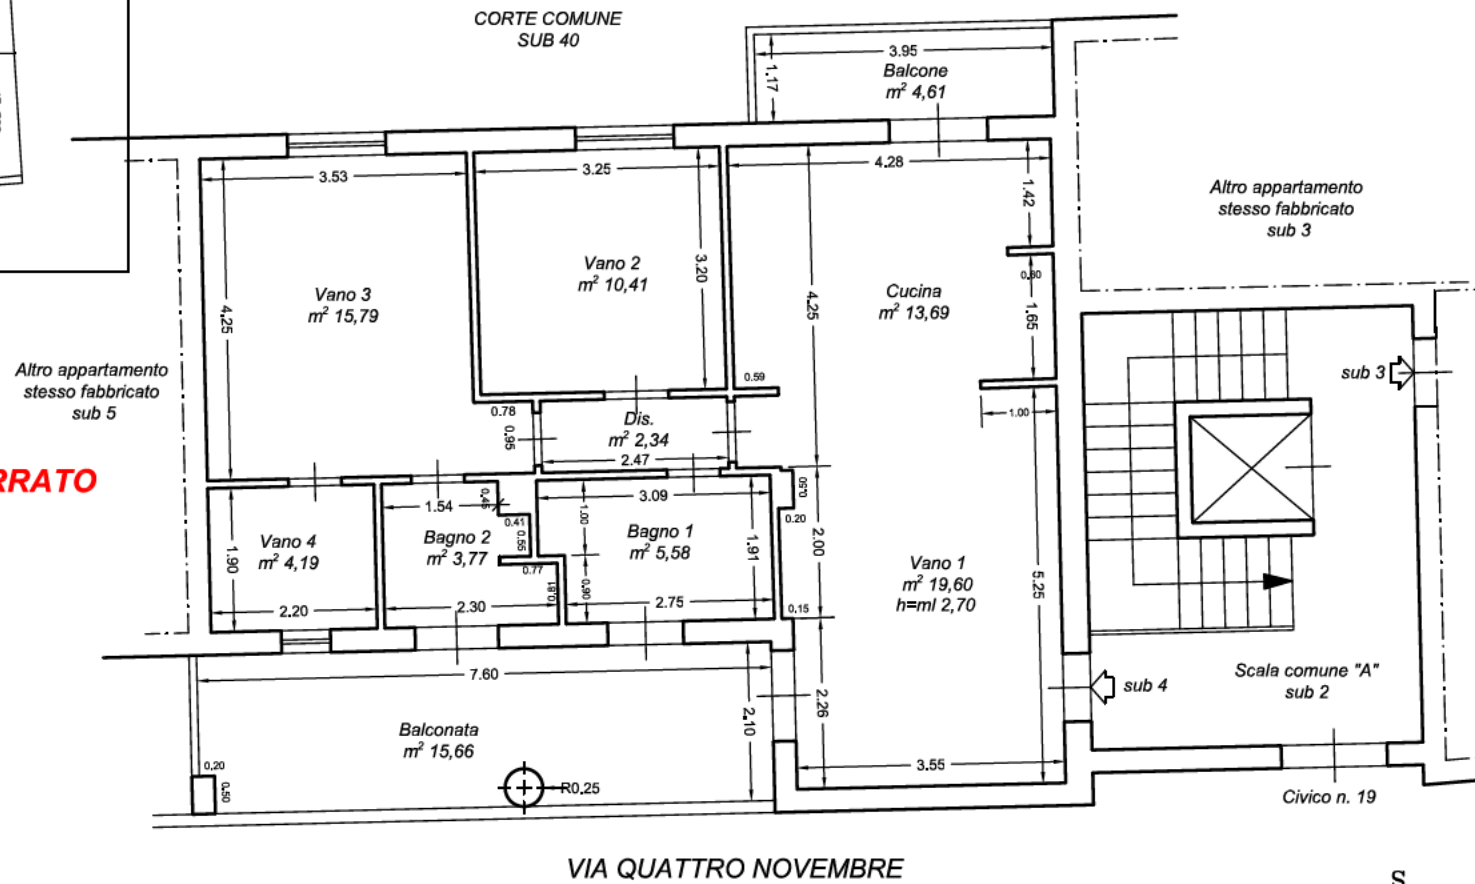 CORTE COMUNE
SUB 40
3.95
1.17
Balcone
m² 4,61
3.53
3.25
4.28
1.42
Altro appartamento
stesso fabbricato
sub 3
Vano 2
m² 10,41
3.20
0.60
Vano 3
m² 15,79
4.25
4.25
Cucina
m² 13,69
1.65
Altro appartamento
stesso fabbricato
sub 5
sub 3
0.59
0.78
0.95
Dis.
m² 2,34
2.47
1.00
RRATO
1.54
0.41
0.55
1.00
3.09
0.50
0.20
2.00
Vano 4
m² 4,19
1.90
Bagno 2
m² 3,77
Bagno 1
m² 5,58
1.91
Vano 1
m² 19,60
h=ml 2,70
5.25
0.77
0.81
0.90
2.20
2.30
2.75
0.15
7.60
sub 4
Scala comune "A"
sub 2
2.10
2.26
Balconata
m² 15,66
0,20
0,50
R0,25
3.55
Civico n. 19
VIA QUATTRO NOVEMBRE
S